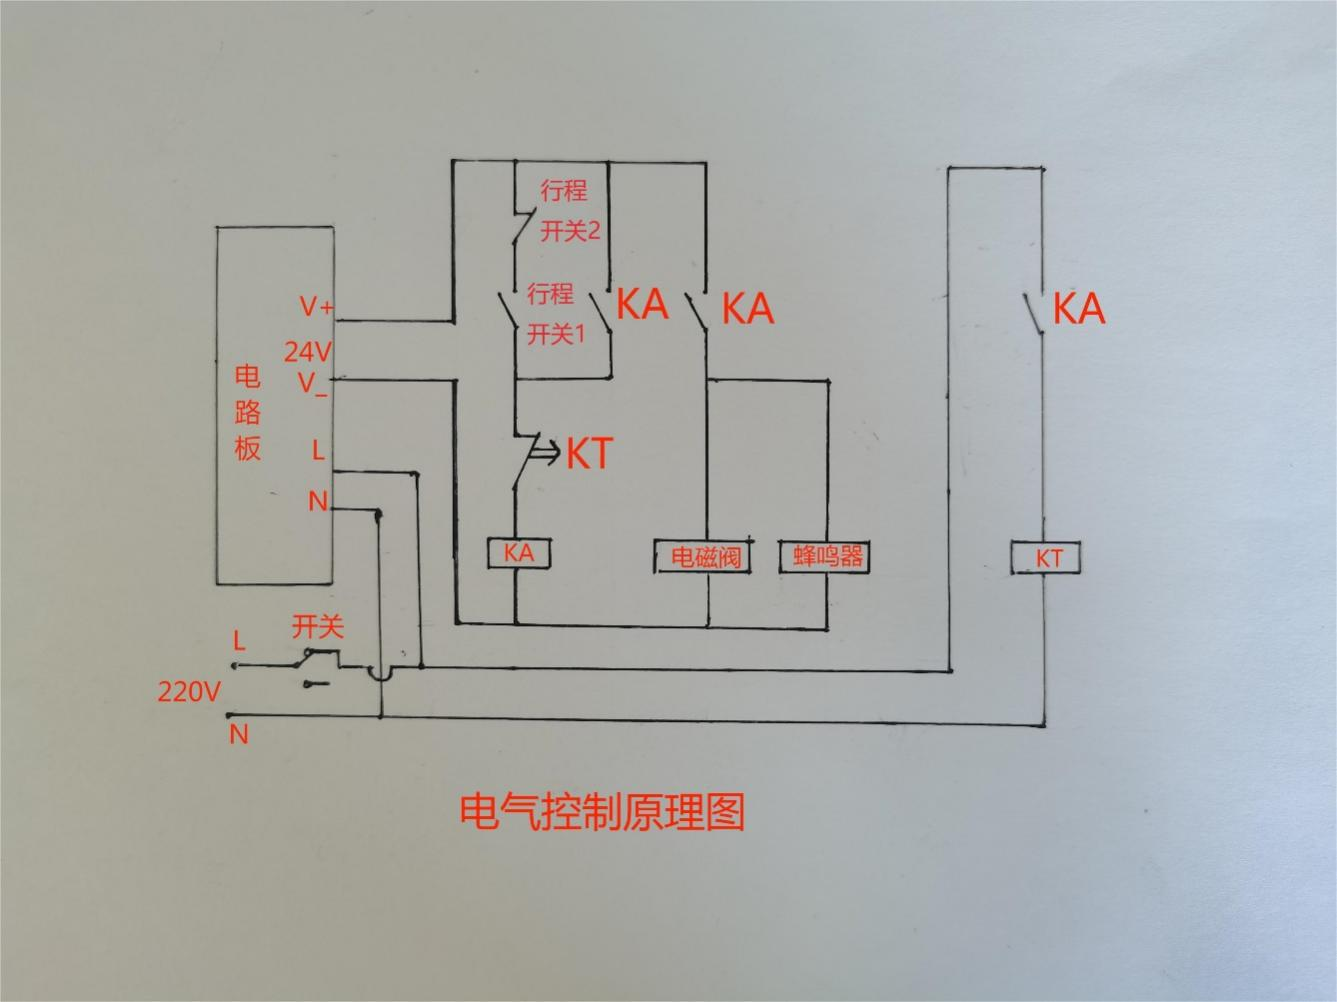 行程
开关2
V+
行程
开关1
KA
KA
KA
24V
V_
电
路
板
L
KT
N
KA
电磁阀
蜂鸣器
KT
开关
L
220V
N
电气控制原理图